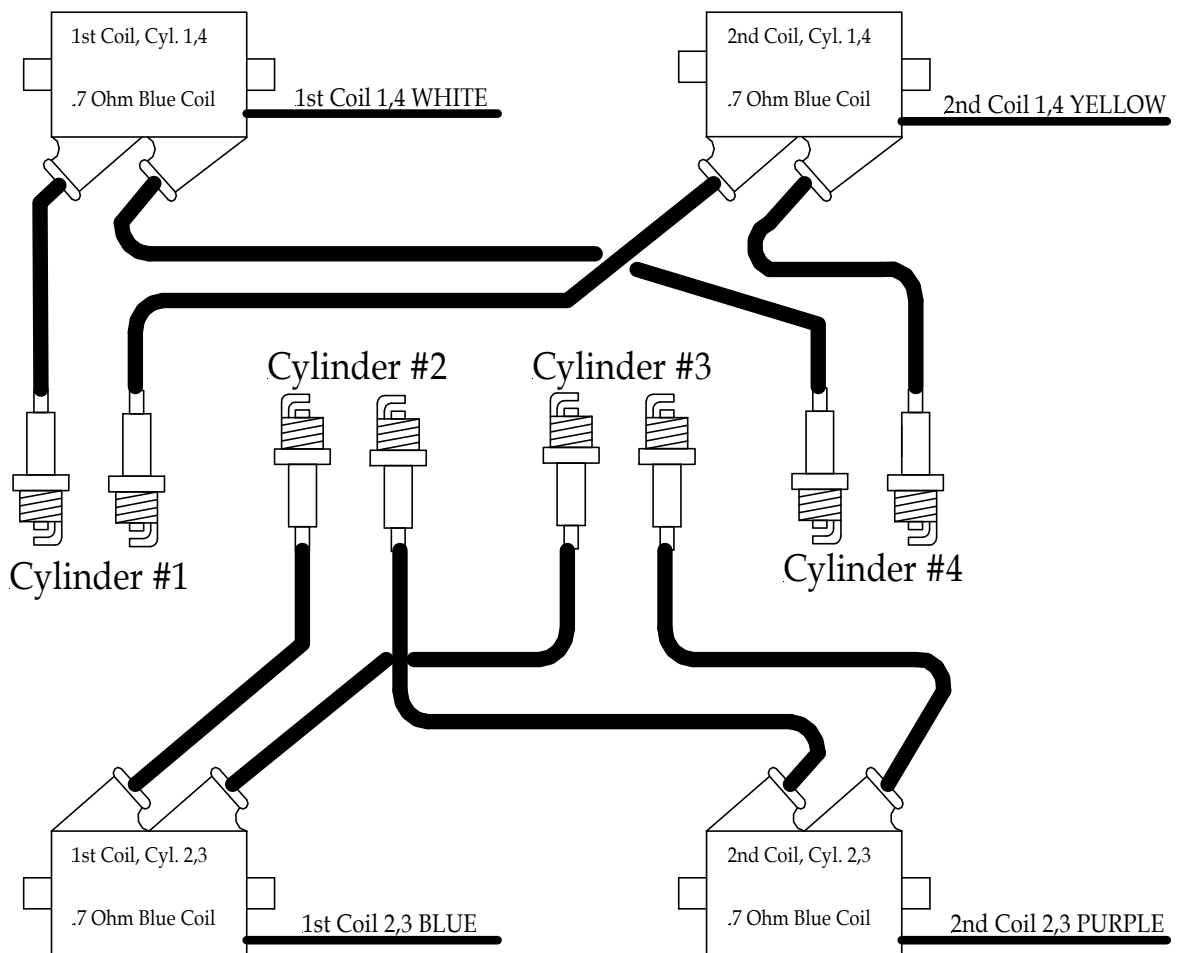 1st Coil, Cyl. 1,4
.7 Ohm Blue Coil
1st Coil 1,4 WHITE
2nd Coil, Cyl. 1,4
.7 Ohm Blue Coil
2nd Coil 1,4 YELLOW
Cylinder #2
Cylinder #3
Cylinder #1
Cylinder #4
1st Coil, Cyl. 2,3
.7 Ohm Blue Coil
1st Coil 2,3 BLUE
2nd Coil, Cyl. 2,3
.7 Ohm Blue Coil
2nd Coil 2,3 PURPLE